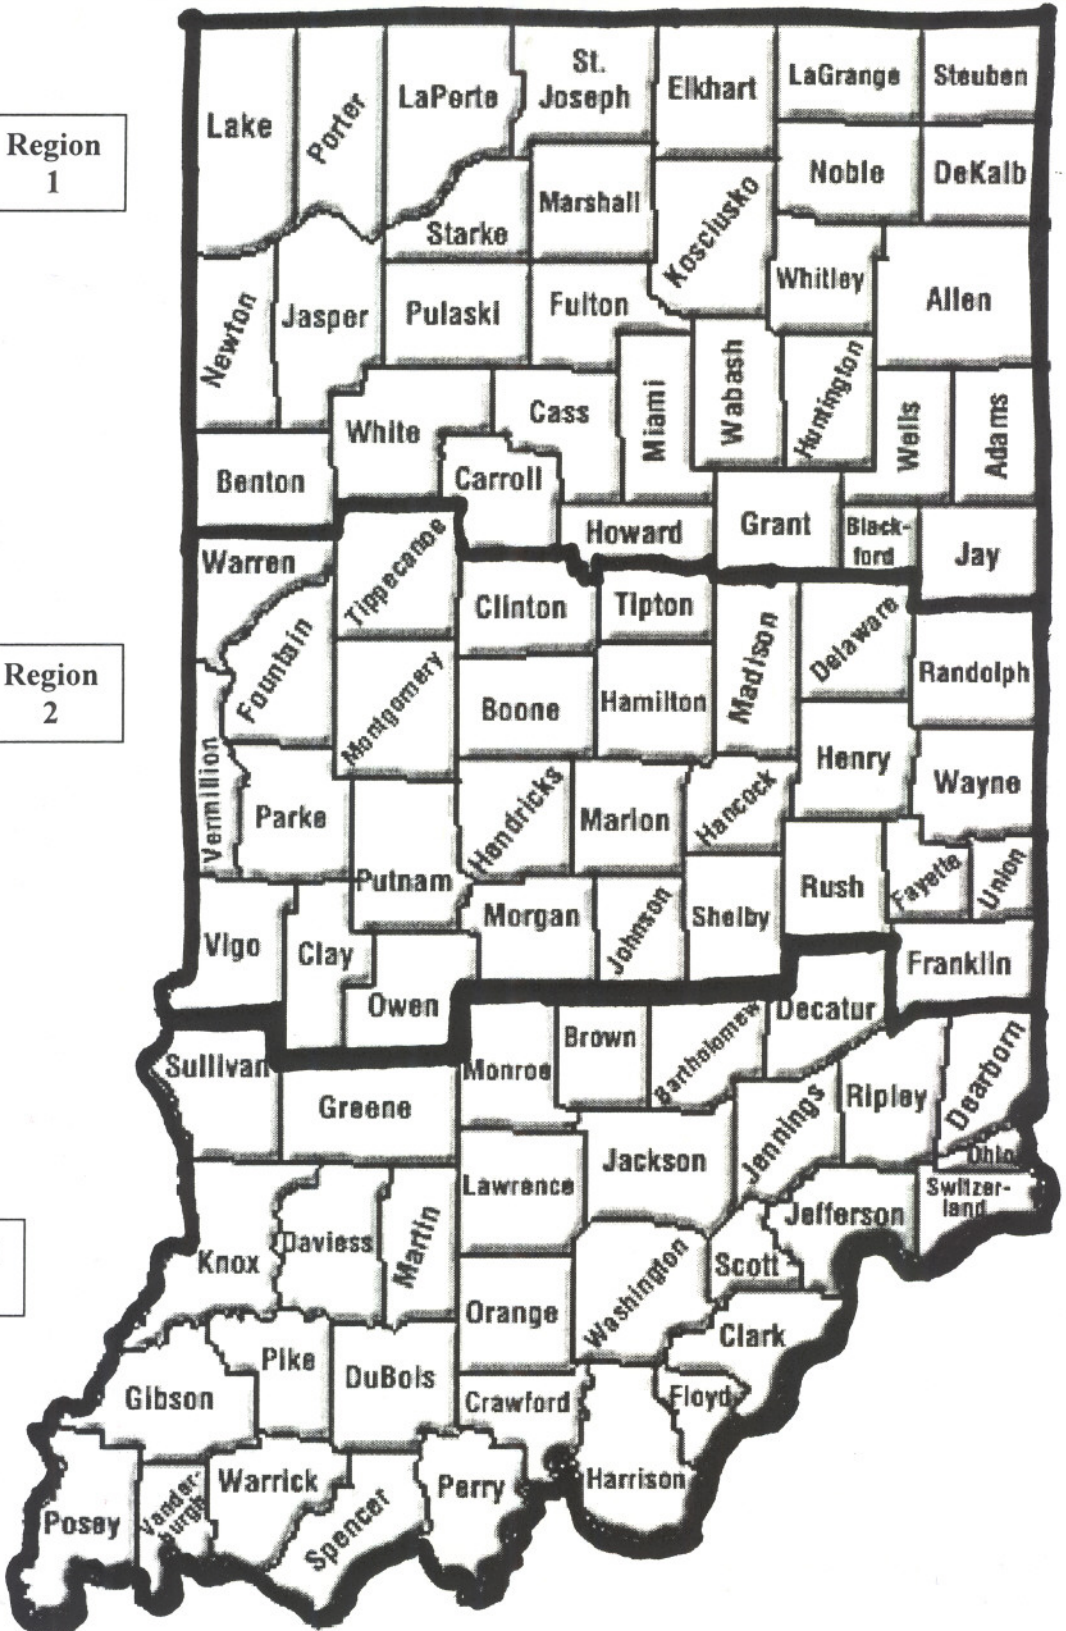 Region
1
Lake
Porter
LaPorte
St.
Joseph
Elkhart
LaGrange
Steuben
Noble
DeKalb
Starke
Marshall
Kosciusko
Whitley
Allen
Newton
Jasper
Pulaski
Fulton
Benton
White
Cass
Miami
Wabash
Huntington
Wells
Adams
Carroll
Howard
Grant
Black-
ford
Jay
Region
2
Warren
Tippecanoe
Clinton
Tipton
Madison
Delaware
Randolph
Fountain
Montgomery
Boone
Hamilton
Henry
Wayne
Vermillion
Parke
Putnam
Hendricks
Marion
Hancock
Rush
Fayette
Union
Vigo
Clay
Owen
Morgan
Johnson
Shelby
Franklin
Sullivan
Greene
Monroe
Brown
Bartholomew
Decatur
Jennings
Ripley
Dearborn
Ohio
Switzer-
land
Knox
Daviess
Martin
Lawrence
Jackson
Jefferson
Scott
Orange
Washington
Clark
Gibson
Pike
DuBois
Crawford
Floyd
Harrison
Posey
Vander-
burgh
Warrick
Spencer
Perry